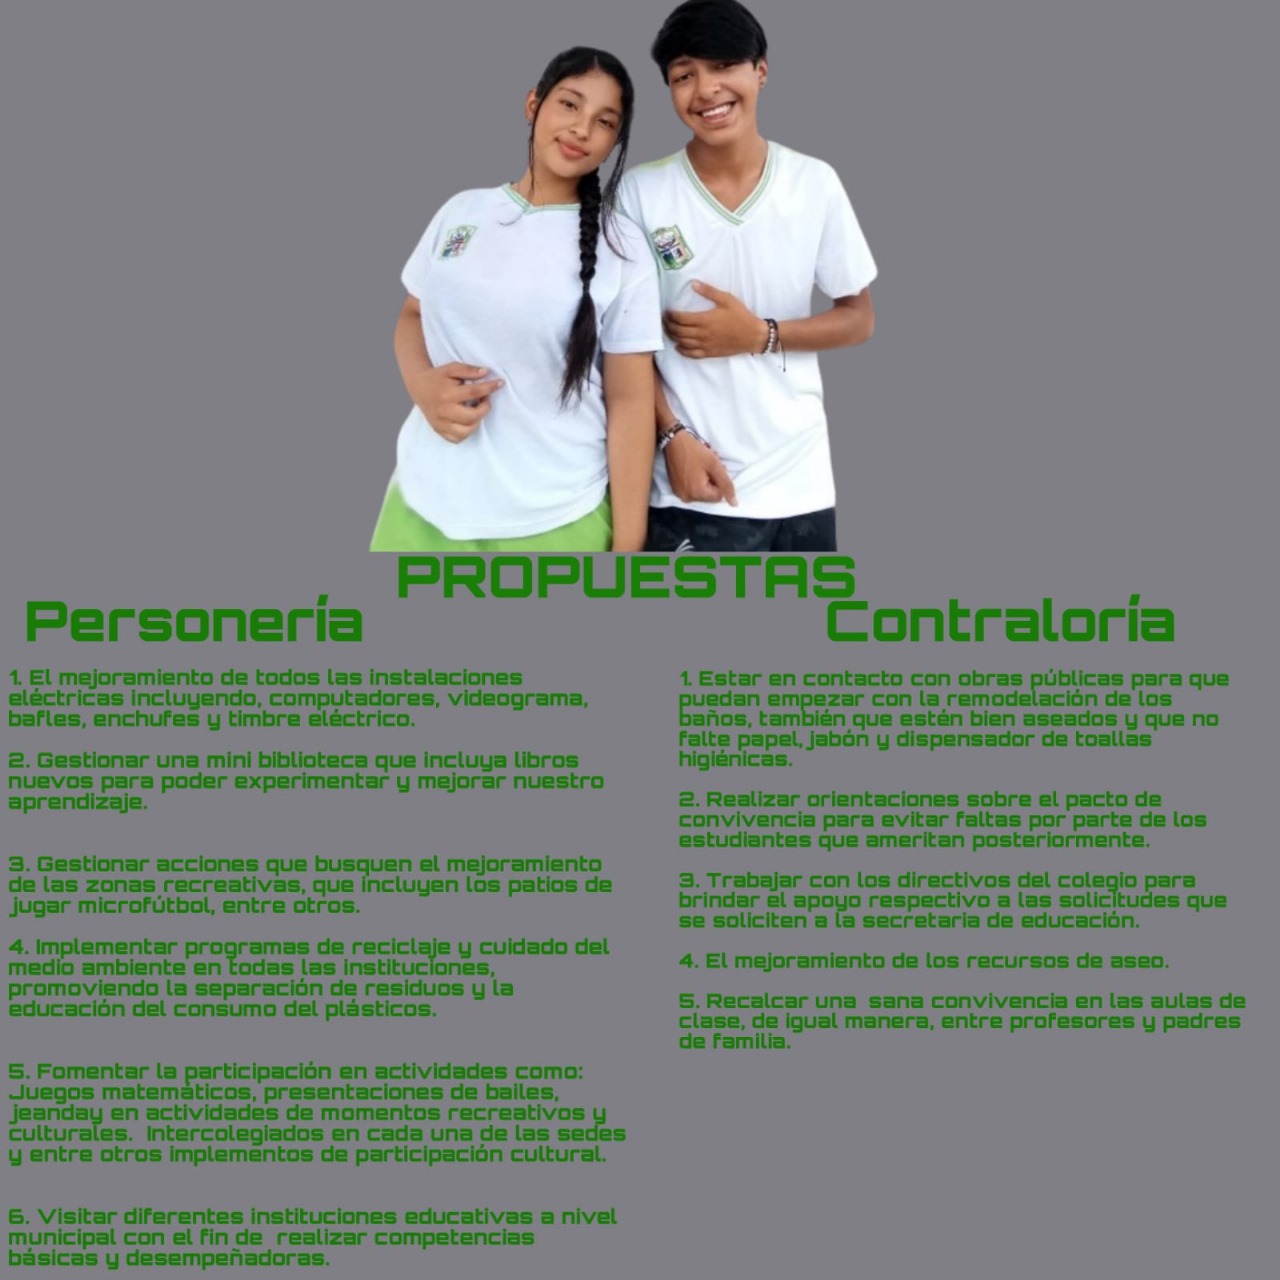 PROPUESTAS
Personería
1. El mejoramiento de todos las instalaciones
eléctricas incluyendo, computadores, videograma,
bafles, enchufes y timbre eléctrico.
2. Gestionar una mini biblioteca que incluya libros
nuevos para poder experimentar y mejorar nuestro
aprendizaje.
3. Gestionar acciones que busquen el mejoramiento
de las zonas recreativas, que incluyen los patios de
jugar microfútbol, entre otros.
4. Implementar programas de reciclaje y cuidado del
medio ambiente en todas las instituciones,
promoviendo la separación de residuos y la
educación del consumo del plásticos.
5. Fomentar la participación en actividades como:
Juegos matemáticos, presentaciones de bailes,
jeanday en actividades de momentos recreativos y
culturales. Intercolegiados en cada una de las sedes
y entre otros implementos de participación cultural.
6. Visitar diferentes instituciones educativas a nivel
municipal con el fin de realizar competencias
básicas y desempeñadoras.
Contraloría
1. Estar en contacto con obras públicas para que
puedan empezar con la remodelación de los
baños, también que estén bien aseados y que no
falte papel, jabón y dispensador de toallas
higiénicas.
2. Realizar orientaciones sobre el pacto de
convivencia para evitar faltas por parte de los
estudiantes que ameritan posteriormente.
3. Trabajar con los directivos del colegio para
brindar el apoyo respectivo a las solicitudes que
se soliciten a la secretaria de educación.
4. El mejoramiento de los recursos de aseo.
5. Recalcar una sana convivencia en las aulas de
clase, de igual manera, entre profesores y padres
de familia.